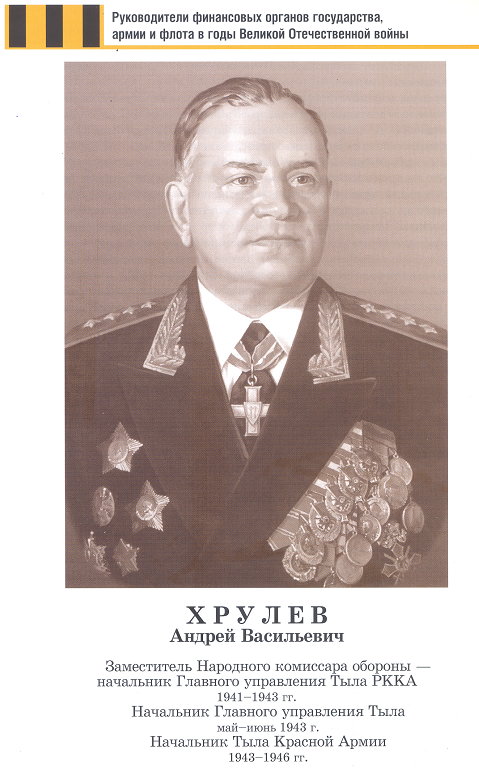 Руководители финансовых органов государства,
армии и флота в годы Великой Отечественной войны
ХРУЛЕВ
Андрей Васильевич
Заместитель Народного комиссара обороны —
начальник Главного управления Тыла РККА
1941–1943 гг.
Начальник Главного управления Тыла
май–июнь 1943 г.
Начальник Тыла Красной Армии
1943–1946 гг.